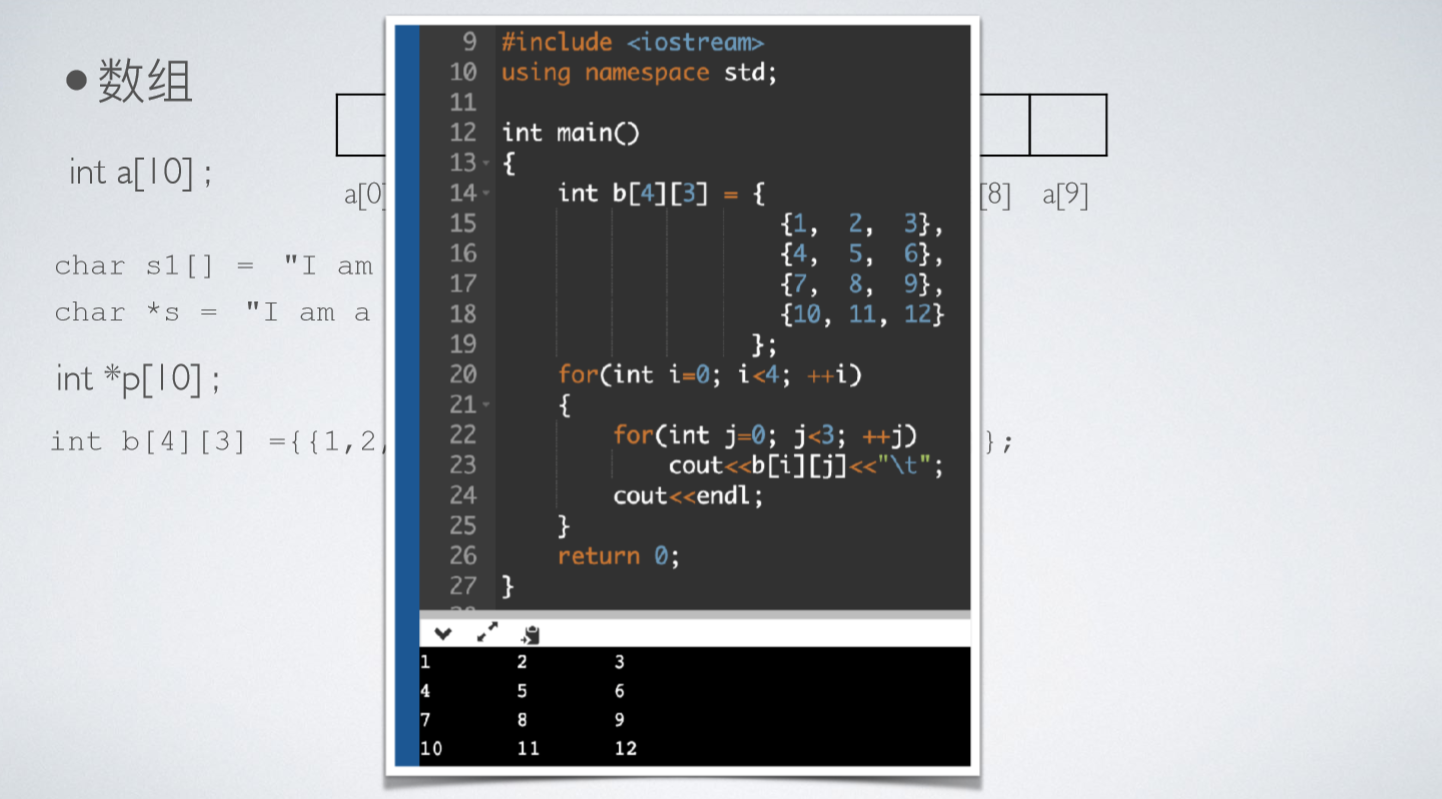 •数组
int a[10];
a[0]
[8] a[9]
char s1[] = "I am
char *s = "I am a
int *p[10];
int b[4][3] ={{1,2,
};
9 #include <iostream>
10 using namespace std;
11
12 int main()
13 {
14 int b[4][3] = {
15 {1, 2, 3},
16 {4, 5, 6},
17 {7, 8, 9},
18 {10, 11, 12}
19 };
20 for(int i=0; i<4; ++i)
21 {
22 for(int j=0; j<3; ++j)
23 cout<<b[i][j]<<"\t";
24 cout<<endl;
25 }
26 return 0;
27 }
1 2 3
4 5 6
7 8 9
10 11 12